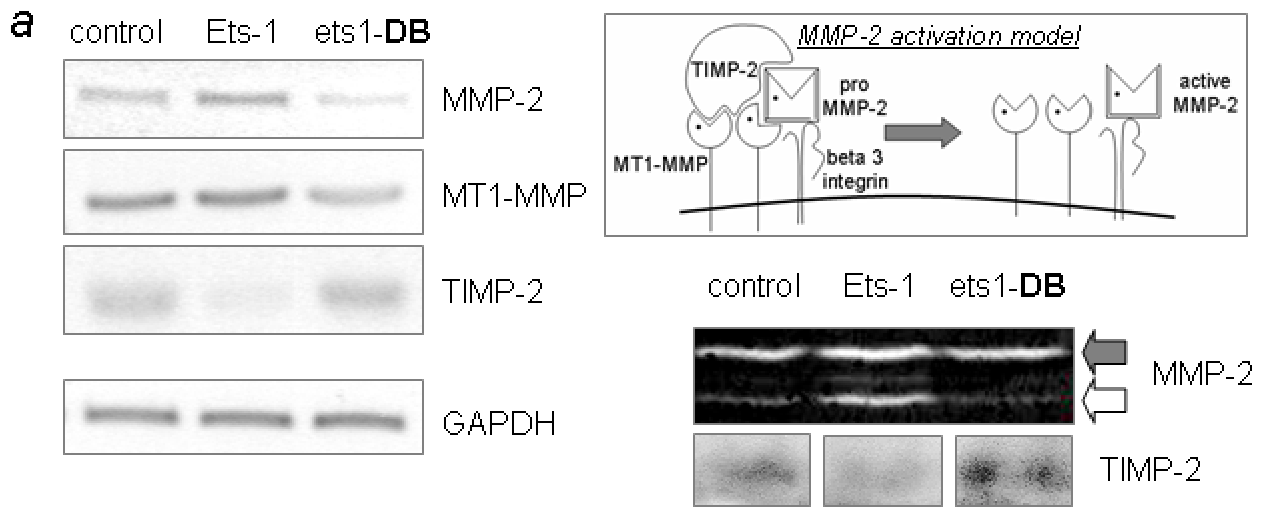 a
control Ets-1 ets1-DB
MMP-2
MT1-MMP
TIMP-2
GAPDH
MMP-2 activation model
TIMP-2
pro
MMP-2
MT1-MMP
beta 3
integrin
active
MMP-2
control Ets-1 ets1-DB
MMP-2
TIMP-2